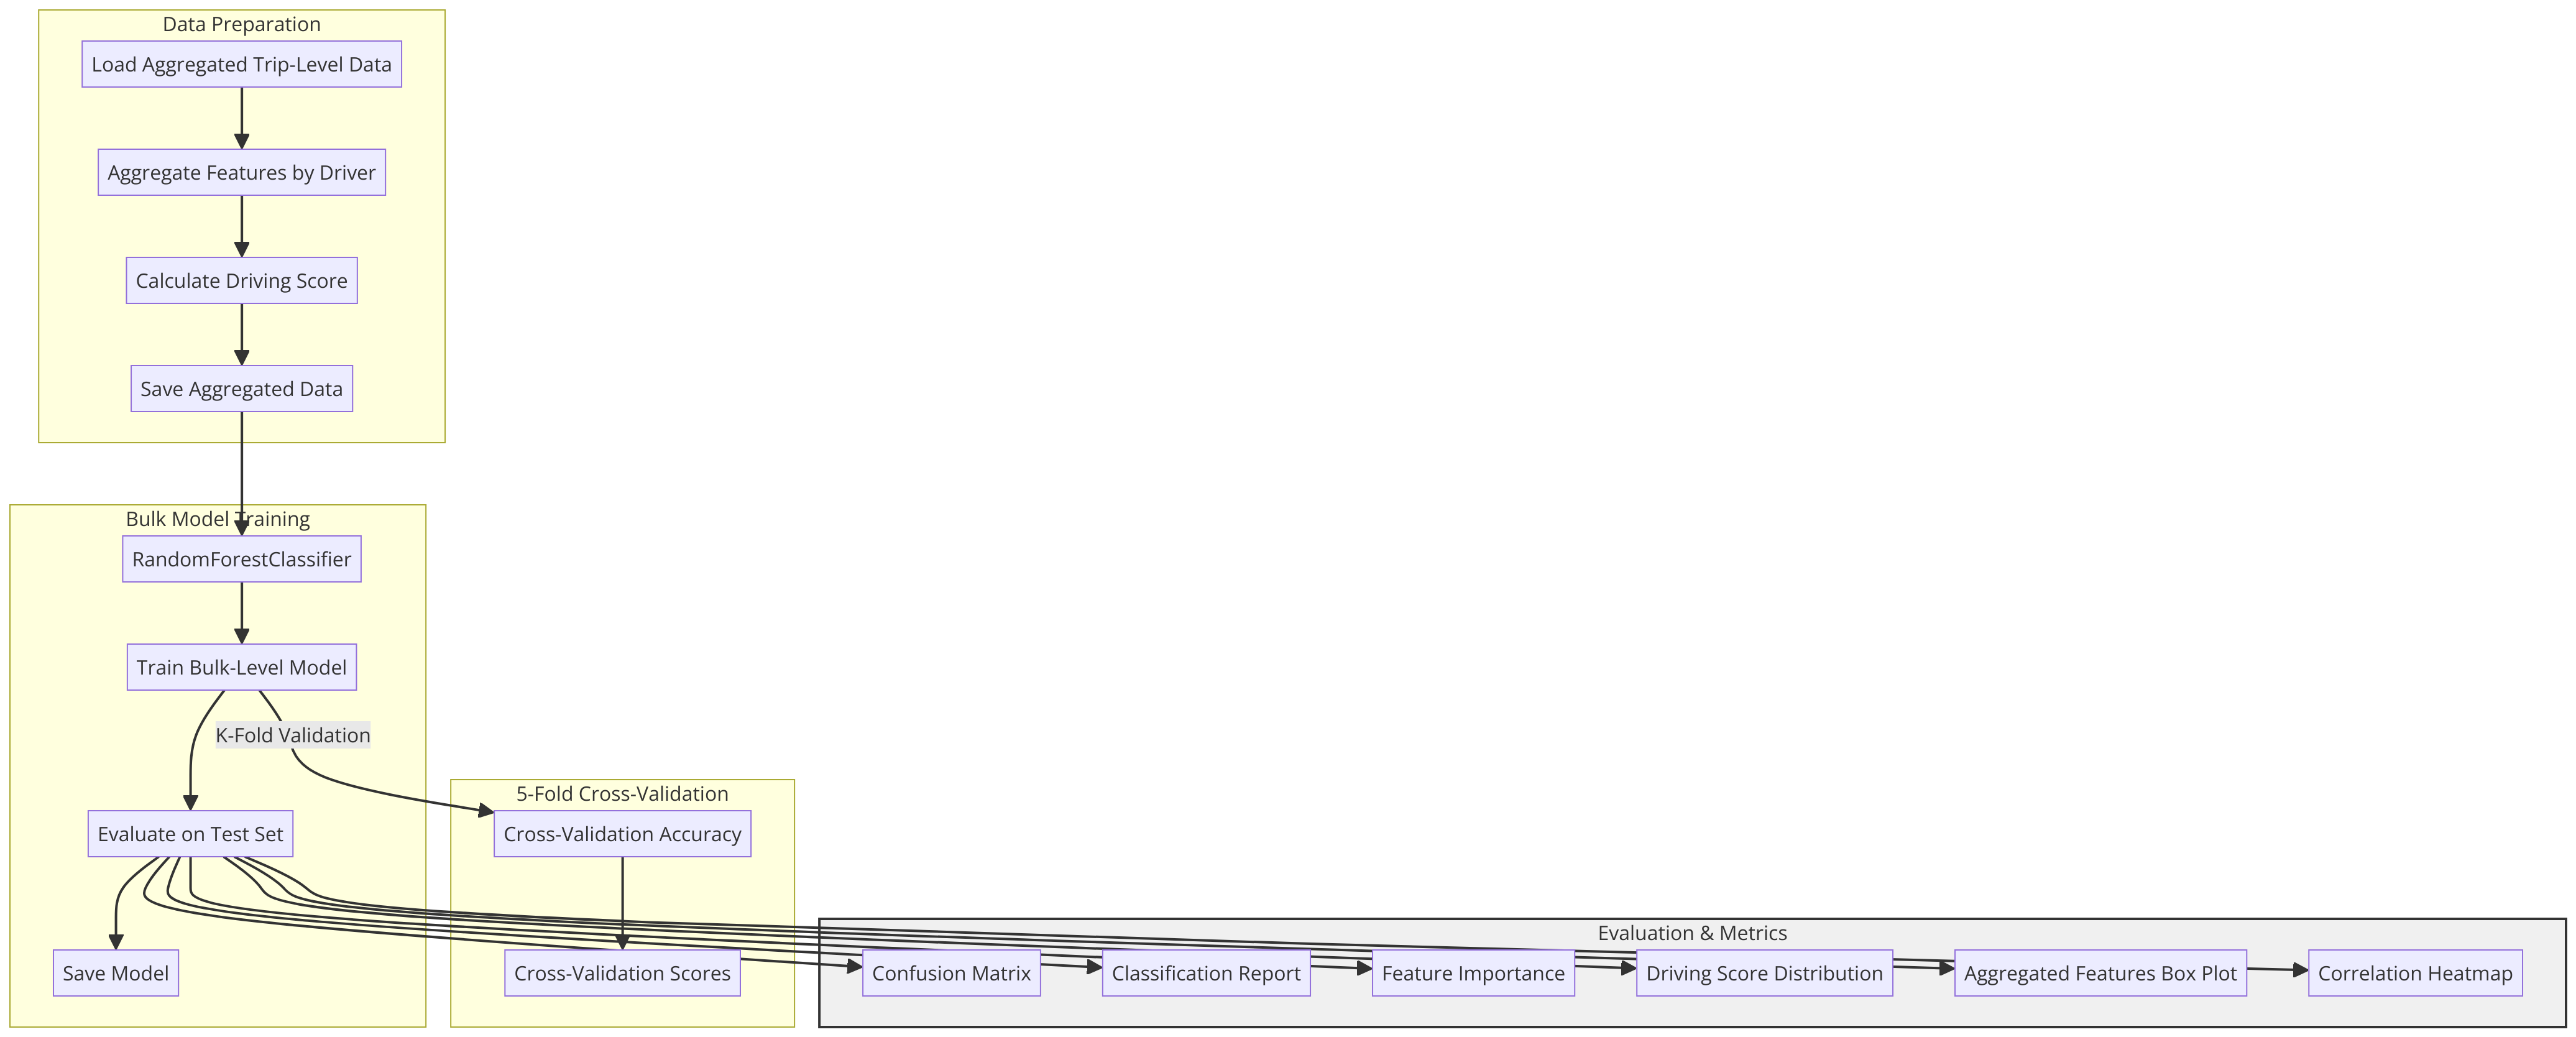 Data Preparation
Load Aggregated Trip-Level Data
Aggregate Features by Driver
Calculate Driving Score
Save Aggregated Data
Bulk Model Training
RandomForestClassifier
Train Bulk-Level Model
K-Fold Validation
Evaluate on Test Set
Save Model
5-Fold Cross-Validation
Cross-Validation Accuracy
Cross-Validation Scores
Evaluation & Metrics
Confusion Matrix
Classification Report
Feature Importance
Driving Score Distribution
Aggregated Features Box Plot
Correlation Heatmap